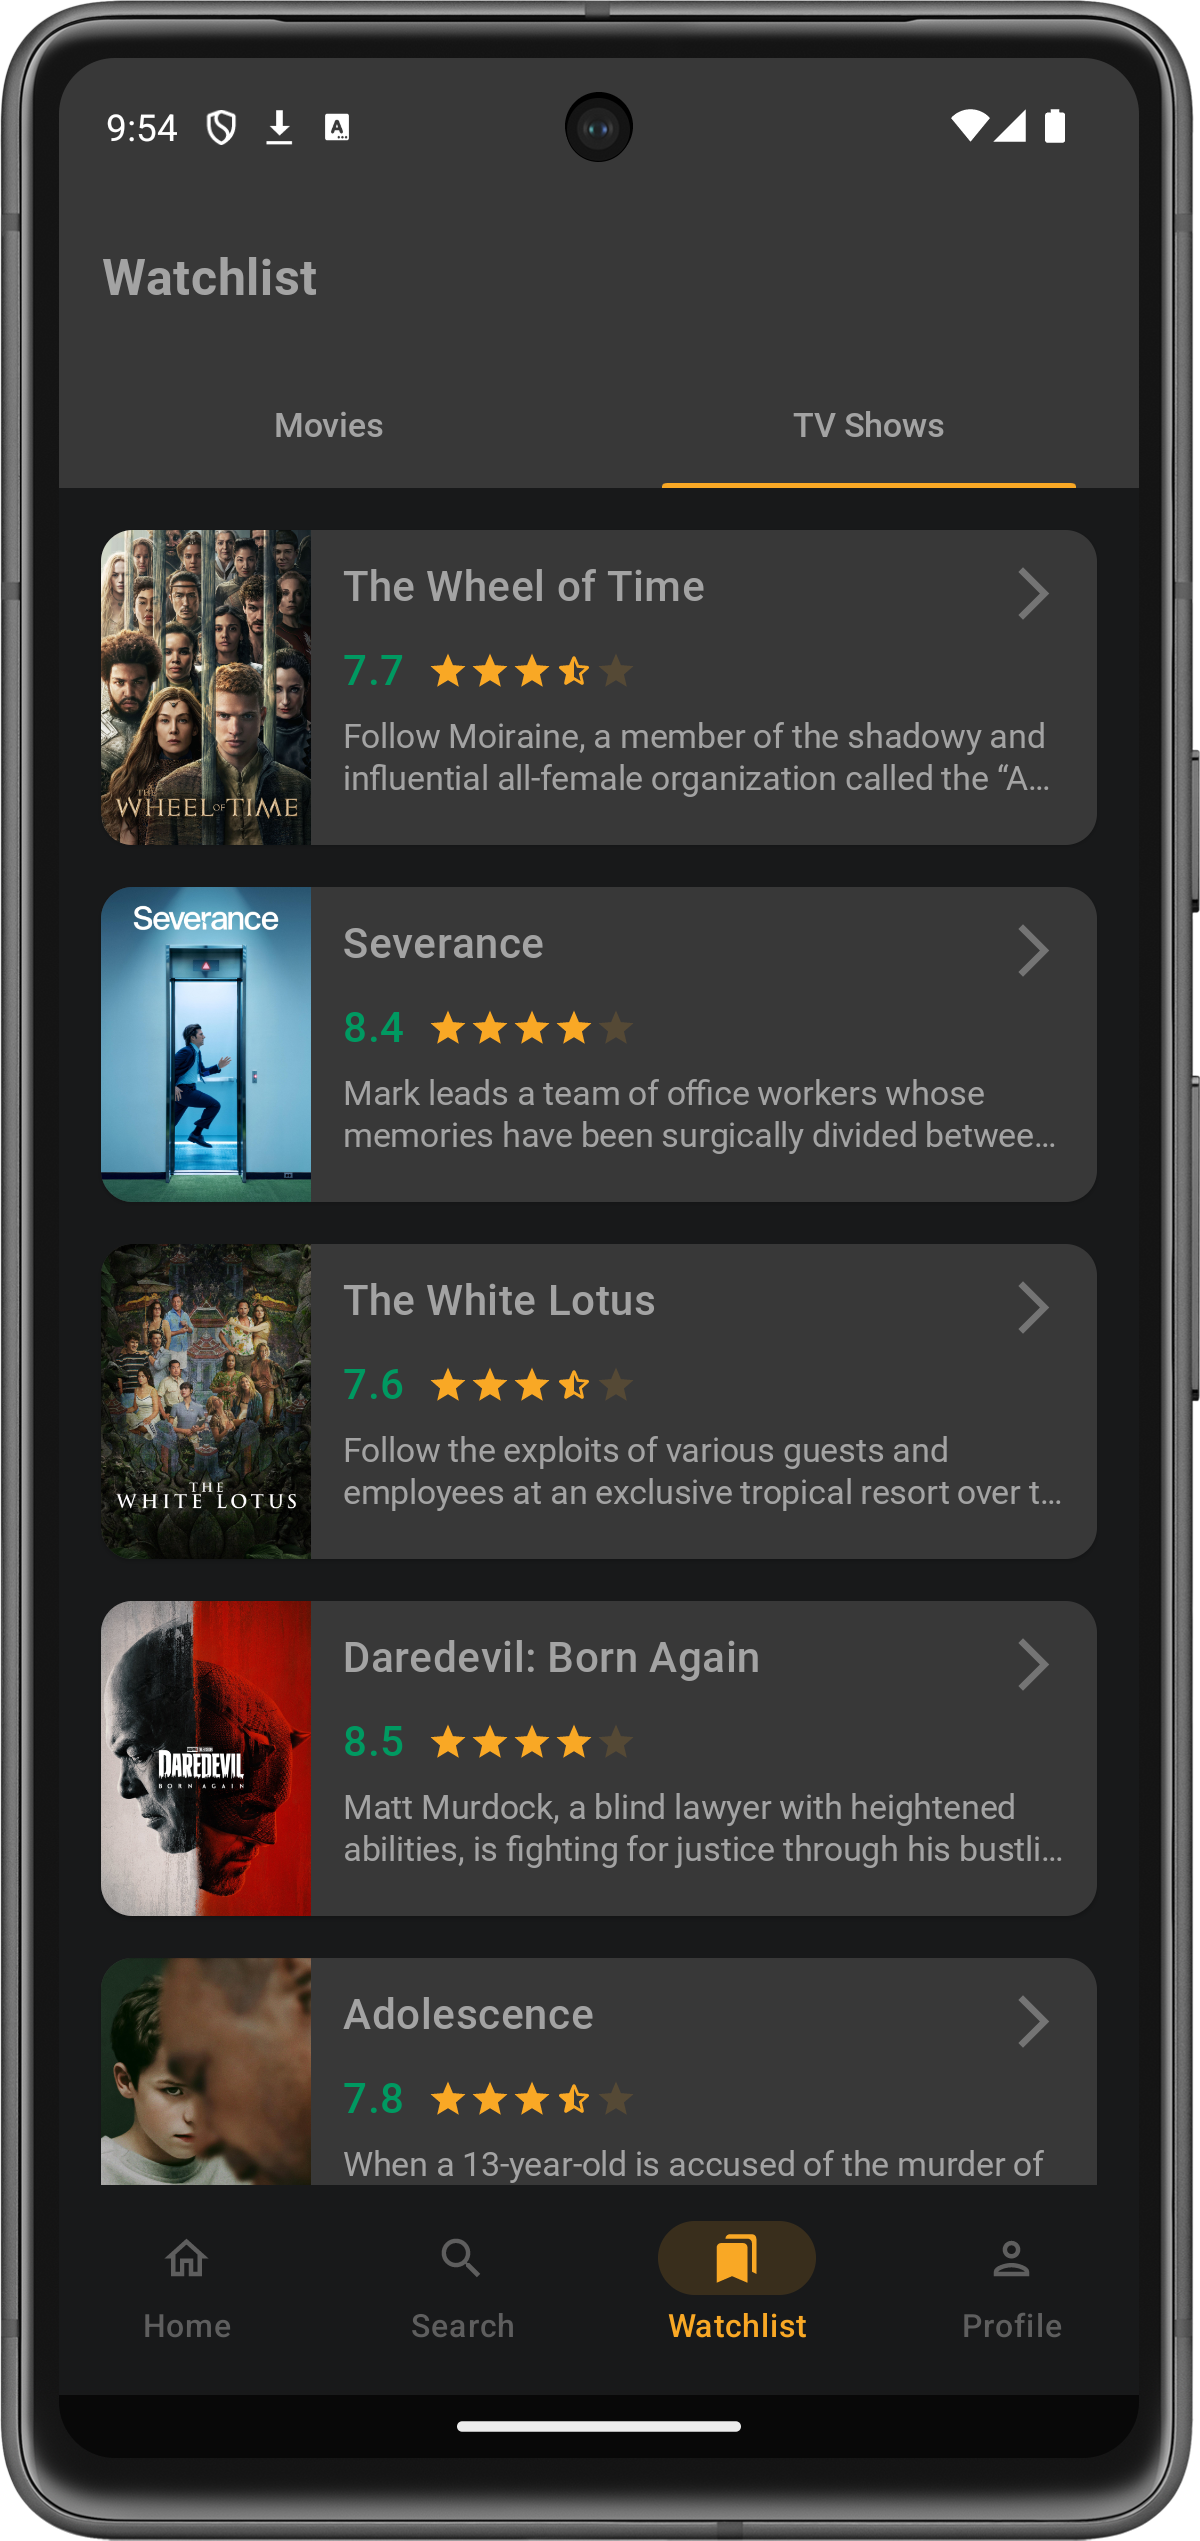 9:54
Watchlist
Movies
TV Shows
The Wheel of Time
7.7
Follow Moiraine, a member of the shadowy and
influential all-female organization called the “A...
THE
WHEEL OF TIME
Severance
Severance
8.4
Mark leads a team of office workers whose
memories have been surgically divided betwee...
The White Lotus
7.6
Follow the exploits of various guests and
employees at an exclusive tropical resort over t...
THE
WHITE LOTUS
Daredevil: Born Again
8.5
Matt Murdock, a blind lawyer with heightened
abilities, is fighting for justice through his bustli...
DAREDEVIL
BORN AGAIN
Adolescence
7.8
When a 13-year-old is accused of the murder of
Home
Search
Watchlist
Profile